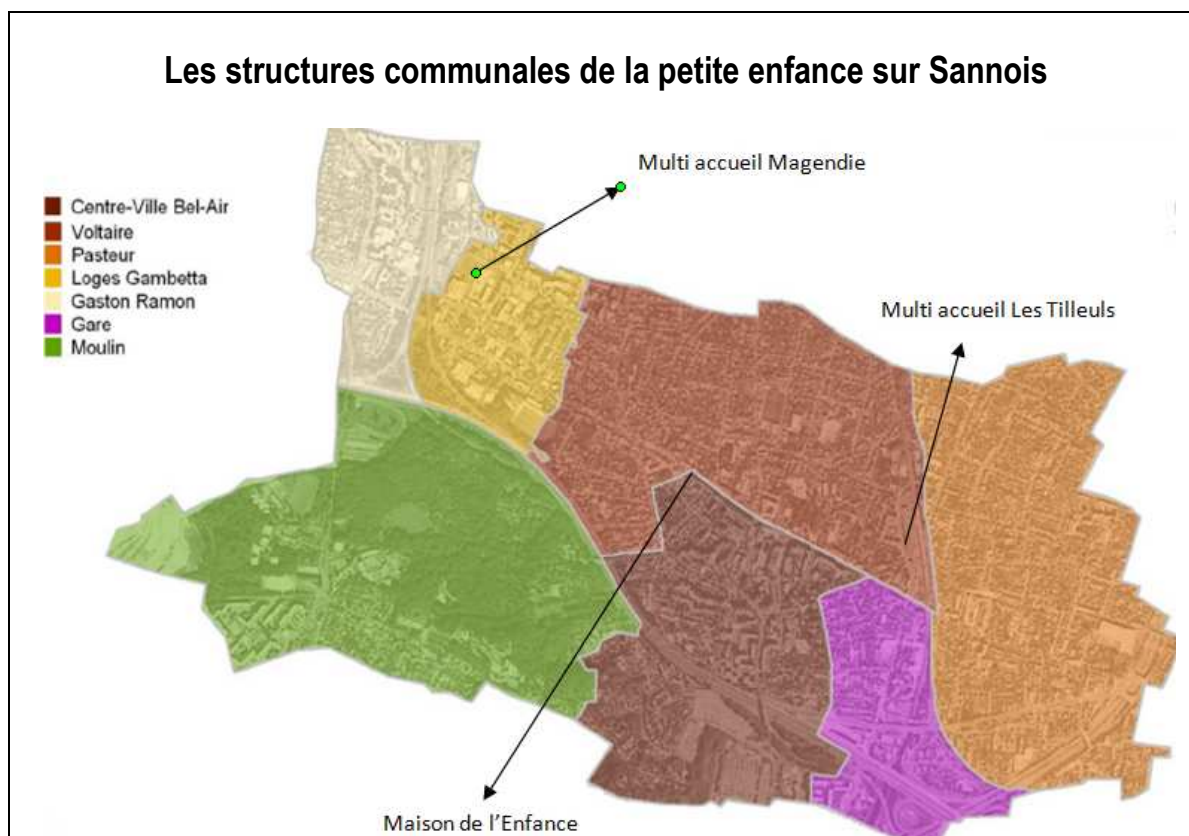 Les structures communales de la petite enfance sur Sannois
Multi accueil Magendie
Centre-Ville Bel-Air
Voltaire
Pasteur
Loges Gambetta
Gaston Ramon
Gare
Moulin
Multi accueil Les Tilleuls
Maison de l'Enfance